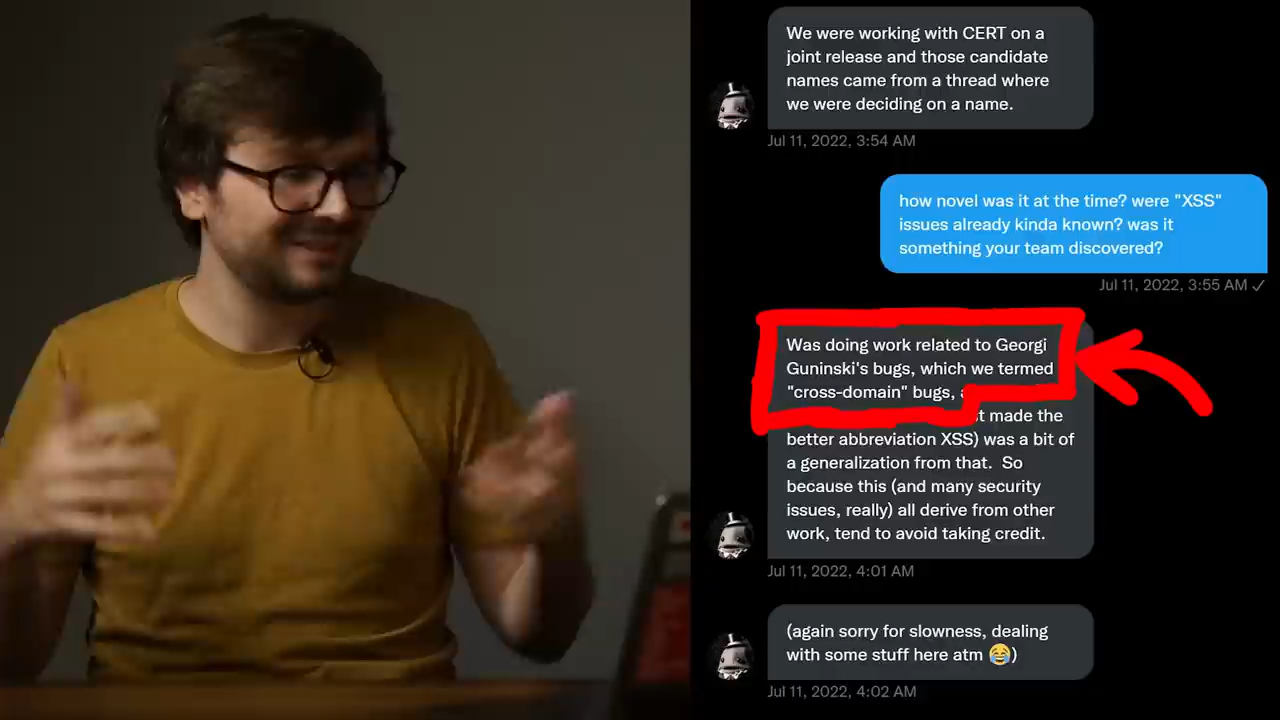 We were working with CERT on a
joint release and those candidate
names came from a thread where
we were deciding on a name.
Jul 11, 2022, 3:54 AM
how novel was it at the time? were "XSS"
issues already kinda known? was it
something your team discovered?
Jul 11, 2022, 3:55 AM ✓
Was doing work related to Georgi
Guninski's bugs, which we termed
"cross-domain" bugs,
made the
better abbreviation XSS) was a bit of
a generalization from that. So
because this (and many security
issues, really) all derive from other
work, tend to avoid taking credit.
Jul 11, 2022, 4:01 AM
(again sorry for slowness, dealing
with some stuff here atm 😂)
Jul 11, 2022, 4:02 AM